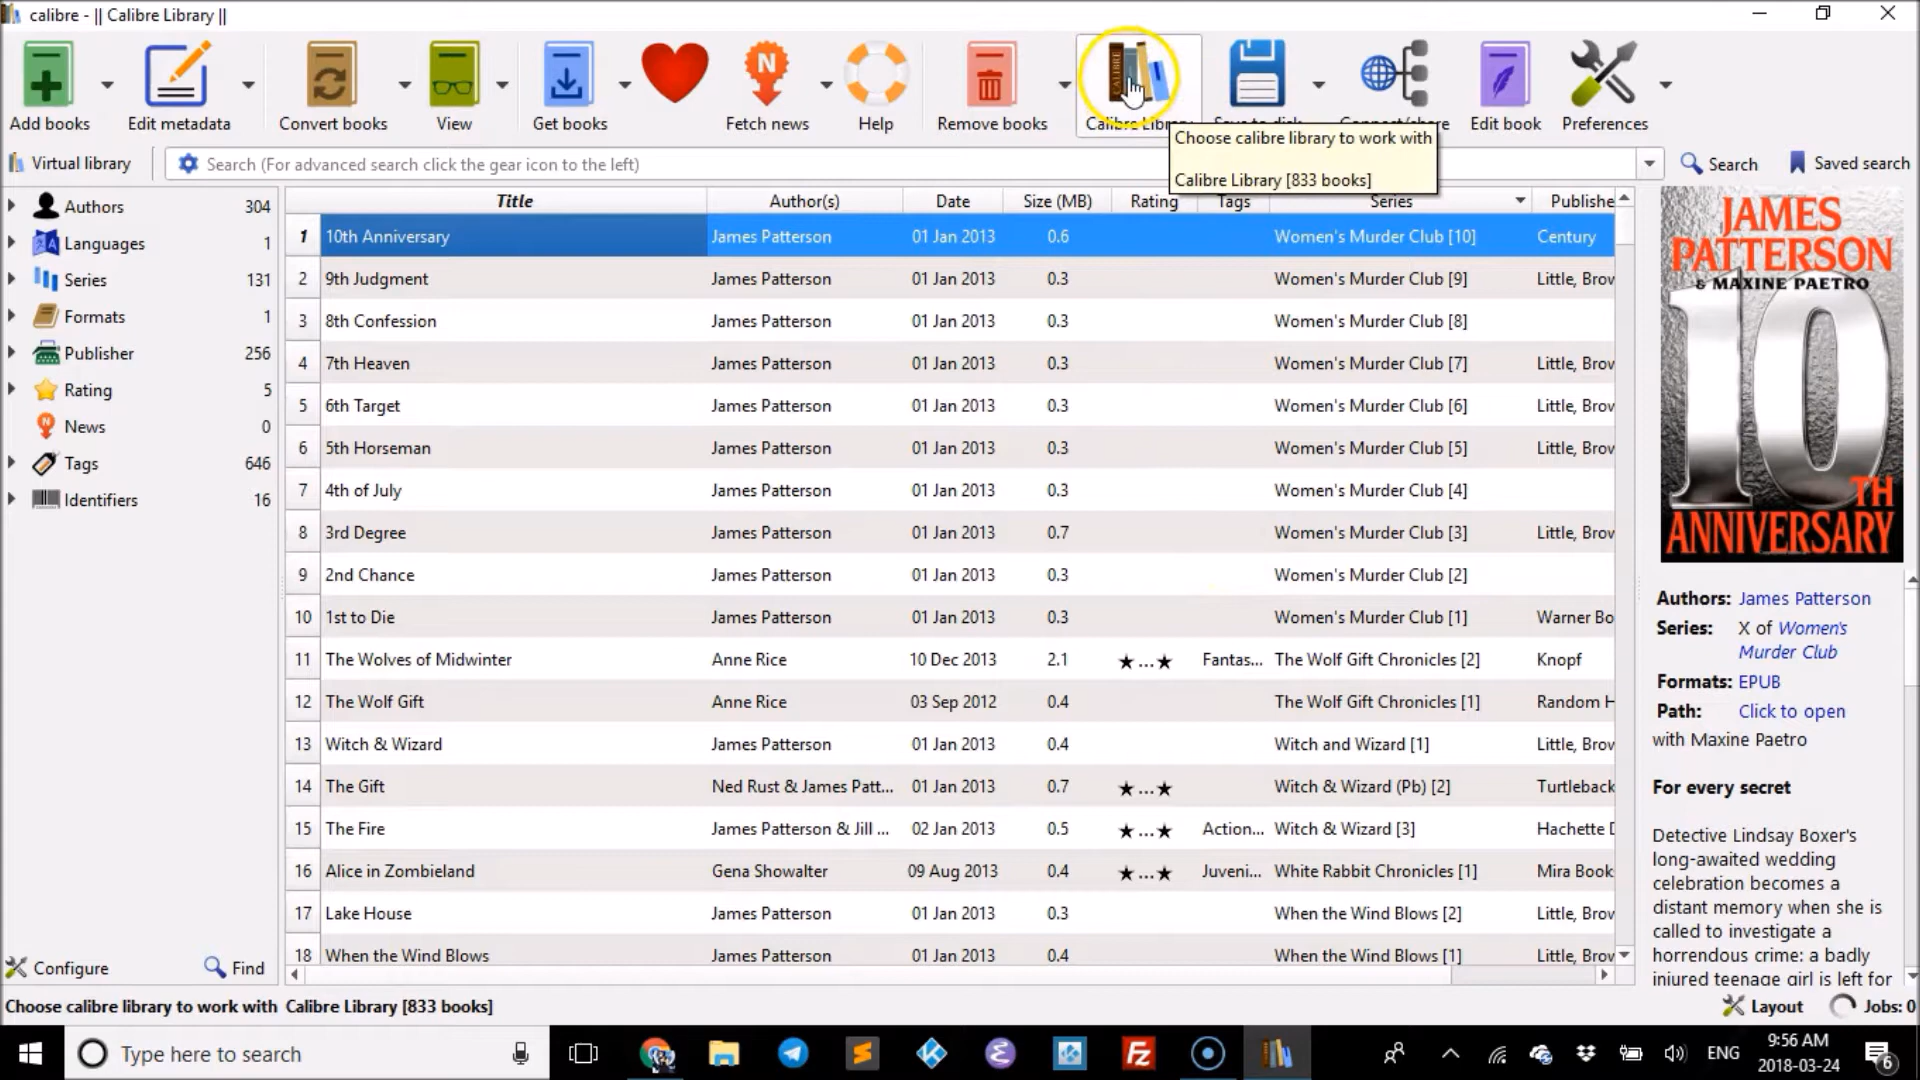 calibre - || Calibre Library ||
Add books
Edit metadata
Convert books
View
Get books
Fetch news
Help
Remove books
Calibre Library
Save to disk
Connect/share
Edit book
Preferences
Choose calibre library to work with
Calibre Library [833 books]
Virtual library
Search (For advanced search click the gear icon to the left)
Search
Saved search
Authors 304
Languages 1
Series 131
Formats 1
Publisher 256
Rating 5
News 0
Tags 646
Identifiers 16
Configure
Find
Title Author(s) Date Size (MB) Rating Tags Series Publishe
1 10th Anniversary James Patterson 01 Jan 2013 0.6 Women's Murder Club [10] Century
2 9th Judgment James Patterson 01 Jan 2013 0.3 Women's Murder Club [9] Little, Brow
3 8th Confession James Patterson 01 Jan 2013 0.3 Women's Murder Club [8]
4 7th Heaven James Patterson 01 Jan 2013 0.3 Women's Murder Club [7] Little, Brow
5 6th Target James Patterson 01 Jan 2013 0.3 Women's Murder Club [6] Little, Brow
6 5th Horseman James Patterson 01 Jan 2013 0.3 Women's Murder Club [5] Little, Brow
7 4th of July James Patterson 01 Jan 2013 0.3 Women's Murder Club [4]
8 3rd Degree James Patterson 01 Jan 2013 0.7 Women's Murder Club [3] Little, Brow
9 2nd Chance James Patterson 01 Jan 2013 0.3 Women's Murder Club [2]
10 1st to Die James Patterson 01 Jan 2013 0.3 Women's Murder Club [1] Warner Bo
11 The Wolves of Midwinter Anne Rice 10 Dec 2013 2.1 ★...★ Fantas... The Wolf Gift Chronicles [2] Knopf
12 The Wolf Gift Anne Rice 03 Sep 2012 0.4 The Wolf Gift Chronicles [1] Random H
13 Witch & Wizard James Patterson 01 Jan 2013 0.4 Witch and Wizard [1] Little, Brow
14 The Gift Ned Rust & James Patt... 01 Jan 2013 0.7 ★...★ Witch & Wizard (Pb) [2] Turtleback
15 The Fire James Patterson & Jill ... 02 Jan 2013 0.5 ★...★ Action... Witch & Wizard [3] Hachette D
16 Alice in Zombieland Gena Showalter 09 Aug 2013 0.4 ★...★ Juveni... White Rabbit Chronicles [1] Mira Book
17 Lake House James Patterson 01 Jan 2013 0.3 When the Wind Blows [2] Little, Brow
18 When the Wind Blows James Patterson 01 Jan 2013 0.4 When the Wind Blows [1] Little, Brow
JAMES
PATTERSON
& MAXINE PAETRO
10
TH
ANNIVERSARY
Authors: James Patterson
Series: X of Women's
Murder Club
Formats: EPUB
Path: Click to open
with Maxine Paetro
For every secret
Detective Lindsay Boxer's
long-awaited wedding
celebration becomes a
distant memory when she is
called to investigate a
horrendous crime: a badly
injured teenage girl is left for
Choose calibre library to work with Calibre Library [833 books]
Layout
Jobs: 0
Type here to search
ENG
9:56 AM
2018-03-24
6